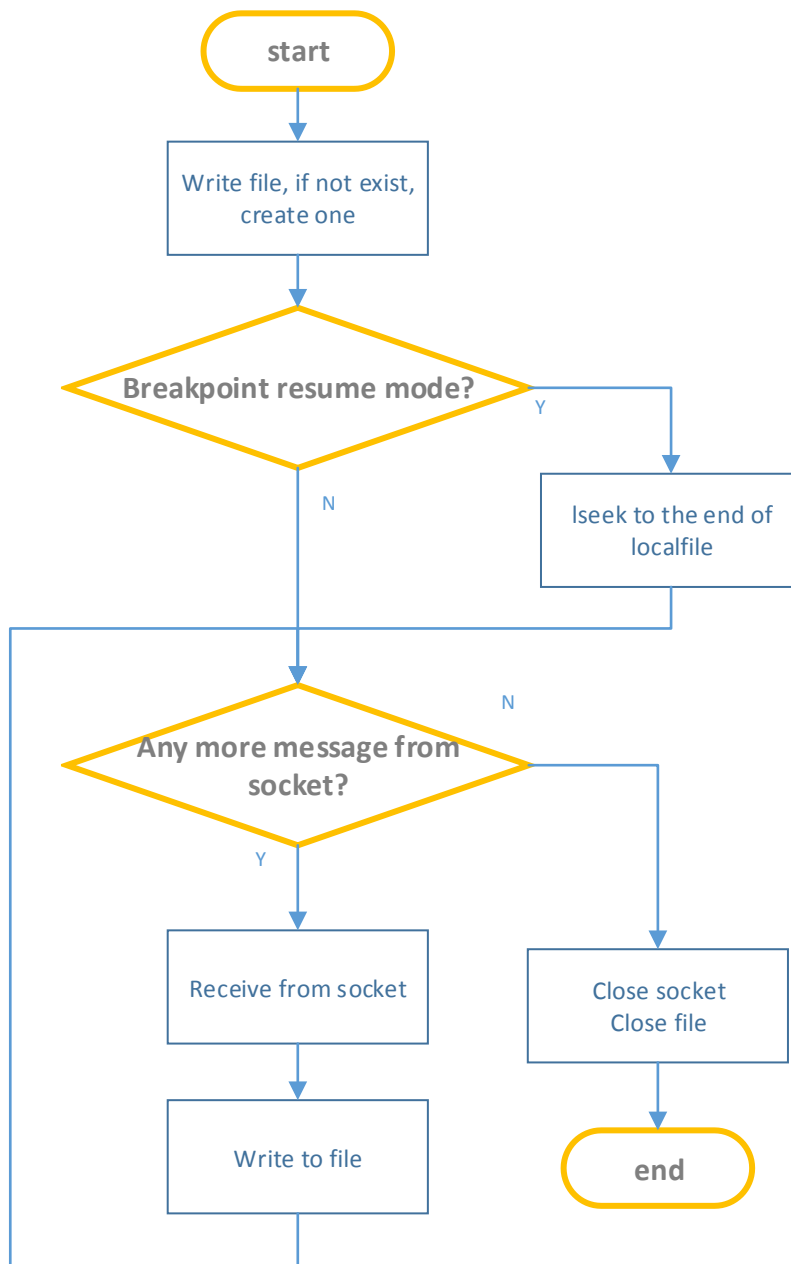 start
Write file, if not exist,
create one
Breakpoint resume mode?
Y
N
lseek to the end of
localfile
N
Any more message from
socket?
Y
Receive from socket
Close socket
Close file
Write to file
end